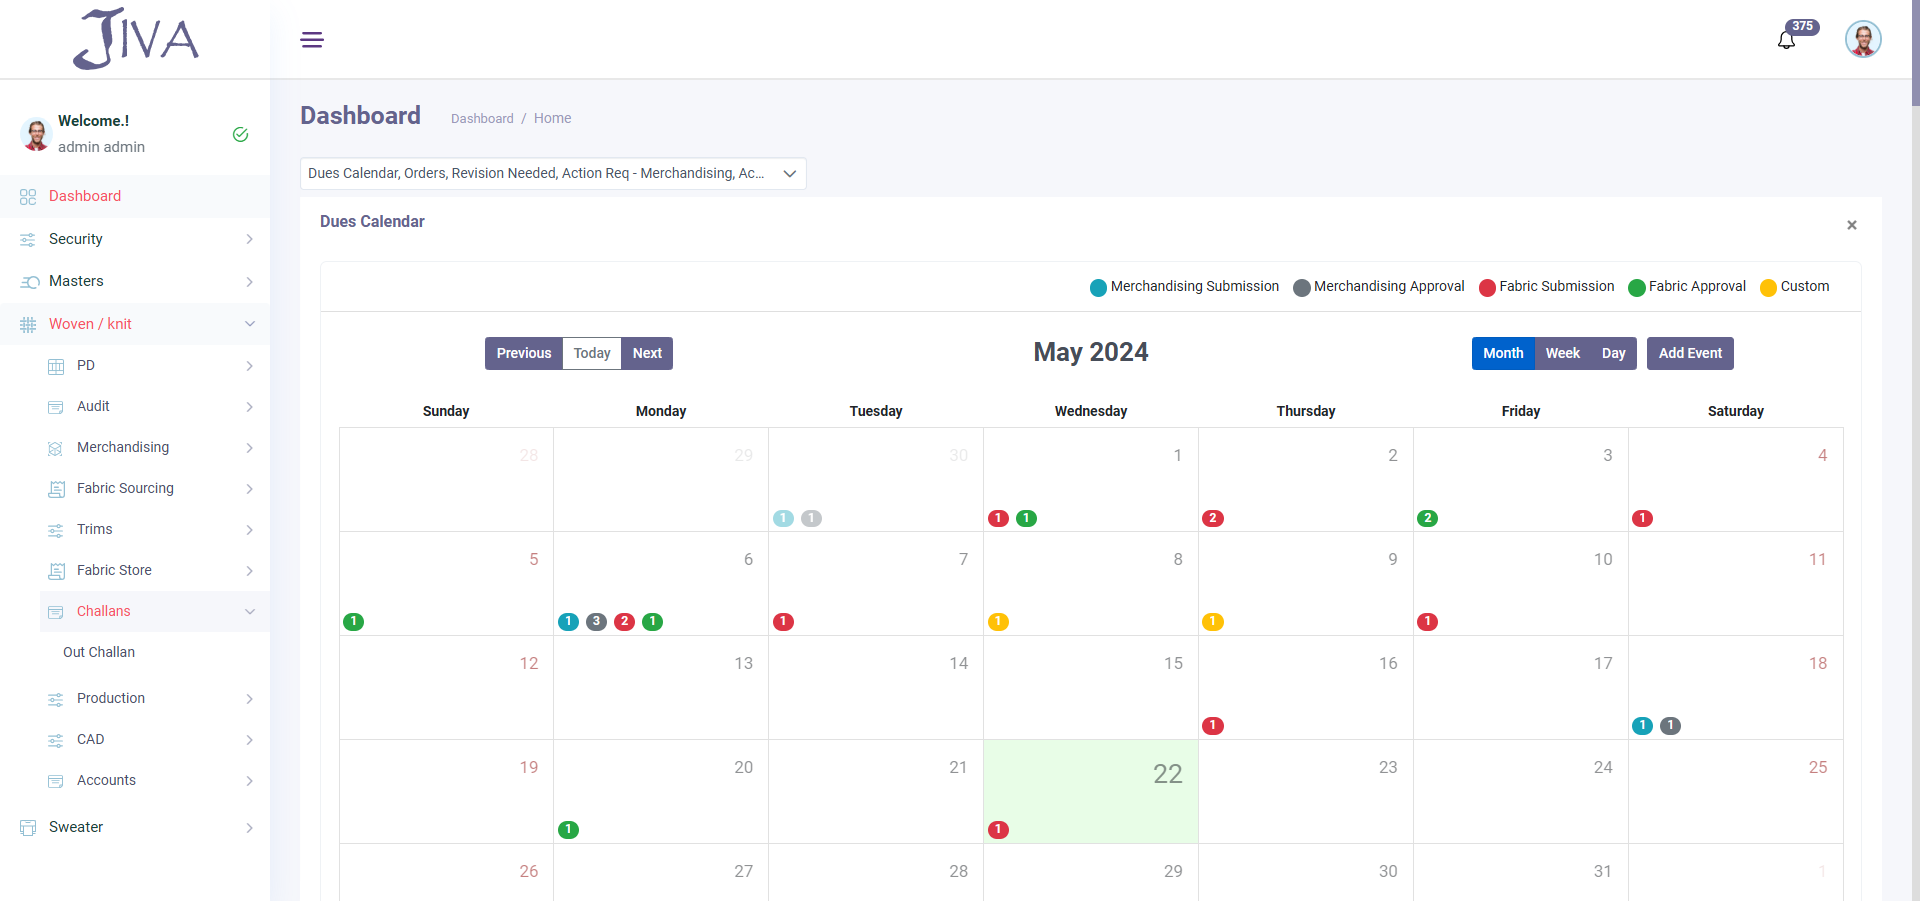 JIVA
375
Welcome.!
admin admin
Dashboard
Security
Masters
Woven / knit
PD
Audit
Merchandising
Fabric Sourcing
Trims
Fabric Store
Challans
Out Challan
Production
CAD
Accounts
Sweater
Dashboard
Dashboard / Home
Dues Calendar, Orders, Revision Needed, Action Req - Merchandising, Ac...
Dues Calendar
×
Merchandising Submission Merchandising Approval Fabric Submission Fabric Approval Custom
Previous Today Next
May 2024
Month Week Day Add Event
Sunday Monday Tuesday Wednesday Thursday Friday Saturday
28 29 30 1 2 3 4
1 1 1 1 2 2 1
5 6 7 8 9 10 11
1 1 3 2 1 1 1 1 1
12 13 14 15 16 17 18
1 1 1
19 20 21 22 23 24 25
1 1
26 27 28 29 30 31 1